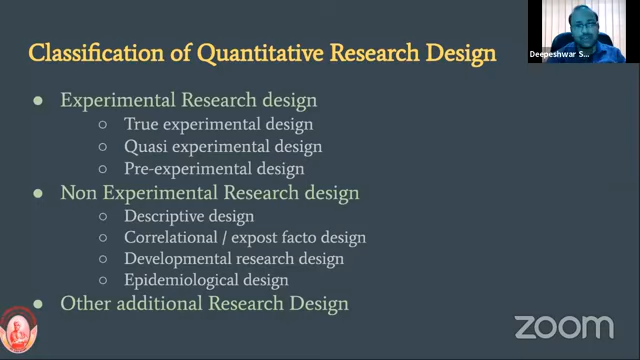 Classification of Quantitative Research Design
Deepeshwar S...
● Experimental Research design
○ True experimental design
○ Quasi experimental design
○ Pre-experimental design
● Non Experimental Research design
○ Descriptive design
○ Correlational / expost facto design
○ Developmental research design
○ Epidemiological design
● Other additional Research Design
zoom